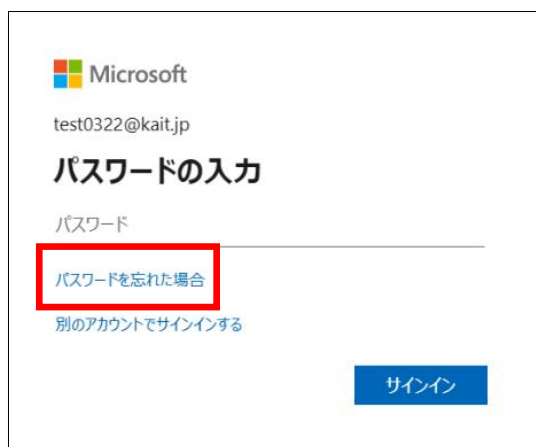 Microsoft
test0322@kait.jp
パスワードの入力
パスワード
パスワードを忘れた場合
別のアカウントでサインインする
サインイン